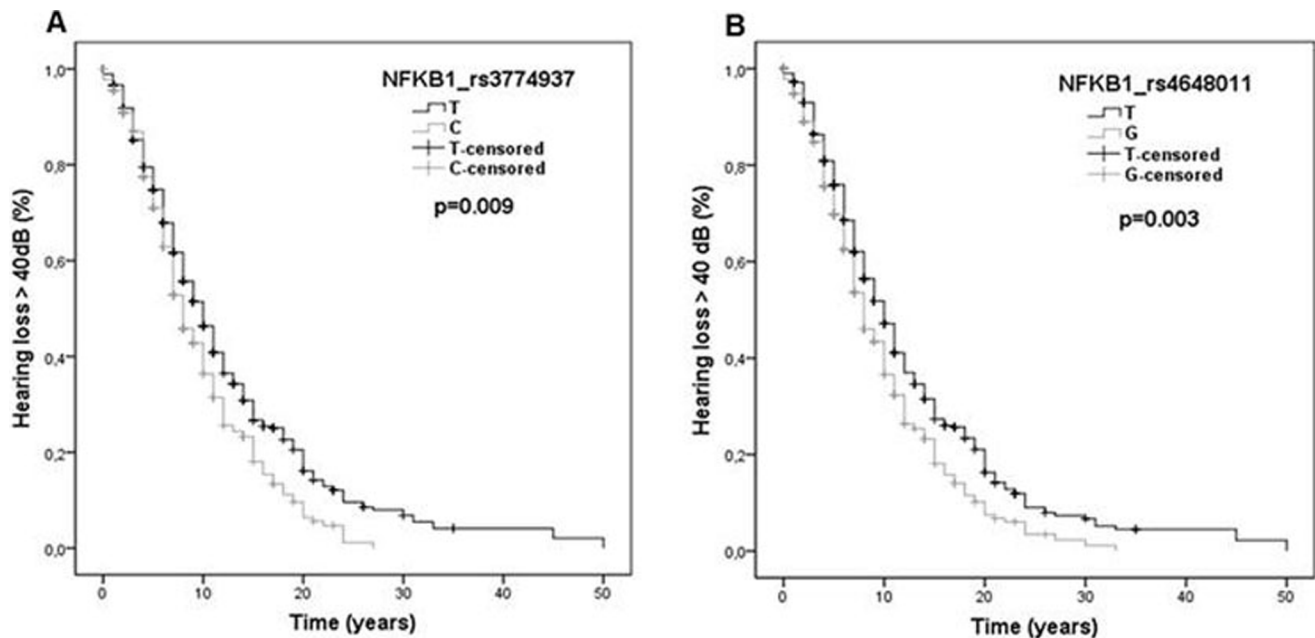 A
NFKB1_rs3774937
T
C
T-censored
C-censored
p=0.009
Hearing loss > 40dB (%)
1,0
0,8
0,6
0,4
0,2
0,0
0 10 20 30 40 50
Time (years)
B
NFKB1_rs4648011
T
G
T-censored
G-censored
p=0.003
Hearing loss > 40 dB (%)
1,0
0,8
0,6
0,4
0,2
0,0
0 10 20 30 40 50
Time (years)